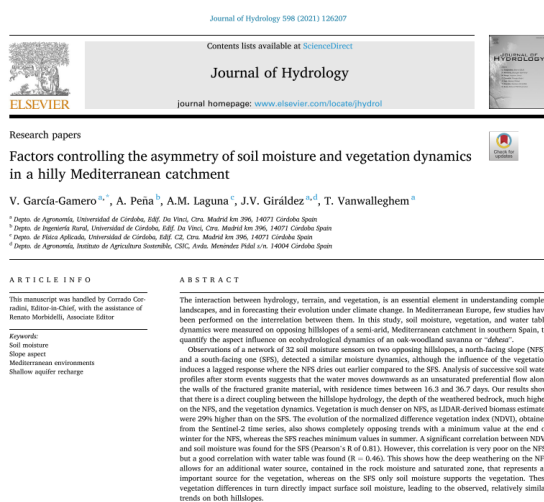 Journal of Hydrology 598 (2021) 126207
Contents lists available at ScienceDirect
Journal of Hydrology
journal homepage: www.elsevier.com/locate/jhydrol
ELSEVIER
JOURNAL OF
HYDROLOGY
Research papers
Check for
updates
Factors controlling the asymmetry of soil moisture and vegetation dynamics
in a hilly Mediterranean catchment
V. García-Gamero a,*, A. Peña b, A.M. Laguna c, J.V. Giráldez a,d, T. Vanwalleghem a
a Depto. de Agronomía, Universidad de Córdoba, Edif. Da Vinci, Ctra. Madrid km 396, 14071 Córdoba Spain
b Depto. de Ingeniería Rural, Universidad de Córdoba, Edif. Da Vinci, Ctra. Madrid km 396, 14071 Córdoba Spain
c Depto. de Física Aplicada, Universidad de Córdoba, Edif. C2, Ctra. Madrid km 396, 14071 Córdoba Spain
d Depto. de Agronomía, Instituto de Agricultura Sostenible, CSIC, Avda. Menéndez Pidal s/n. 14004 Córdoba Spain
ARTICLE INFO
This manuscript was handled by Corrado Cor-
radini, Editor-in-Chief, with the assistance of
Renato Morbidelli, Associate Editor
Keywords:
Soil moisture
Slope aspect
Mediterranean environments
Shallow aquifer recharge
ABSTRACT
The interaction between hydrology, terrain, and vegetation, is an essential element in understanding comple
landscapes, and in forecasting their evolution under climate change. In Mediterranean Europe, few studies hav
been performed on the interrelation between them. In this study, soil moisture, vegetation, and water tabl
dynamics were measured on opposing hillslopes of a semi-arid, Mediterranean catchment in southern Spain, t
quantify the aspect influence on ecohydrological dynamics of an oak-woodland savanna or "dehesa".
Observations of a network of 32 soil moisture sensors on two opposing hillslopes, a north-facing slope (NFS)
and a south-facing one (SFS), detected a similar moisture dynamics, although the influence of the vegetation
induces a lagged response where the NFS dries out earlier compared to the SFS. Analysis of successive soil wate
profiles after storm events suggests that the water moves downwards as an unsaturated preferential flow along
the walls of the fractured granite material, with residence times between 16.3 and 36.7 days. Our results show
that there is a direct coupling between the hillslope hydrology, the depth of the weathered bedrock, much highe
on the NFS, and the vegetation dynamics. Vegetation is much denser on NFS, as LIDAR-derived biomass estimate
were 29% higher than on the SFS. The evolution of the normalized difference vegetation index (NDVI), obtaine
from the Sentinel-2 time series, also shows completely opposing trends with a minimum value at the end o
winter for the NFS, whereas the SFS reaches minimum values in summer. A significant correlation between NDV
and soil moisture was found for the SFS (Pearson's R of 0.81). However, this correlation is very poor on the NFS
but a good correlation with water table was found (R = 0.46). This shows how the deep weathering on the NF
allows for an additional water source, contained in the rock moisture and saturated zone, that represents a
important source for the vegetation, whereas on the SFS only soil moisture supports the vegetation. Thes
vegetation differences in turn directly impact surface soil moisture, leading to the observed, relatively simila
trends on both hillslopes.